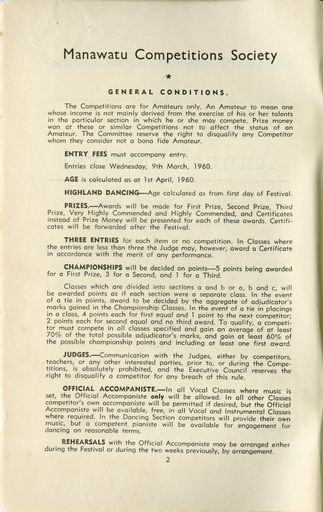 Manawatu Competitions Society
★
GENERAL CONDITIONS.
The Competitions are for Amateurs only. An Amateur to mean one
whose income is not mainly derived from the exercise of his or her talents
in the particular section in which he or she may compete. Prize money
won at these or similar Competitions not to affect the status of an
Amateur. The Committee reserve the right to disqualify any Competitor
whom they consider not a bona fide Amateur.
ENTRY FEES must accompany entry.
Entries close Wednesday, 9th March, 1960.
AGE is calculated as at 1st April, 1960.
HIGHLAND DANCING—Age calculated as from first day of Festival.
PRIZES.—Awards will be made for First Prize, Second Prize, Third
Prize, Very Highly Commended and Highly Commended, and Certificates
instead of Prize Money will be presented for each of these awards. Certifi-
cates will be forwarded after the Festival.
THREE ENTRIES for each item or no competition. In Classes where
the entries are less than three the Judge may, however, award a Certificate
in accordance with the merit of any performance.
CHAMPIONSHIPS will be decided on points—5 points being awarded
for a First Prize, 3 for a Second, and 1 for a Third.
Classes which are divided into sections a and b or a, b and c, will
be awarded points as if each section were a separate class. In the event
of a tie in points, award to be decided by the aggregate of adjudicator's
marks gained in the Championship Classes. In the event of a tie in placings
in a class, 4 points each for first equal and 1 point to the next competitor;
2 points each for second equal and no third award. To qualify, a competi-
tor must compete in all classes specified and gain an average of at least
70% of the total possible adjudicator's marks, and gain at least 60% of
the possible championship points and including at least one first award.
JUDGES.—Communication with the Judges, either by competitors,
teachers, or any other interested parties, prior to, or during the Compe-
titions, is absolutely prohibited, and the Executive Council reserves the
right to disqualify a competitor for any breach of this rule.
OFFICIAL ACCOMPANISTE.—In all Vocal Classes where music is
set, the Official Accompaniste only will be allowed. In all other Classes
competitor's own accompaniste will be permitted if desired, but the Official
Accompaniste will be available, free, in all Vocal and Instrumental Classes
where required. In the Dancing Section competitors will provide their own
music, but a competent pianiste will be available for engagement for
dancing on reasonable terms.
REHEARSALS with the Official Accompaniste may be arranged either
during the Festival or during the two weeks previously, by arrangement.
2